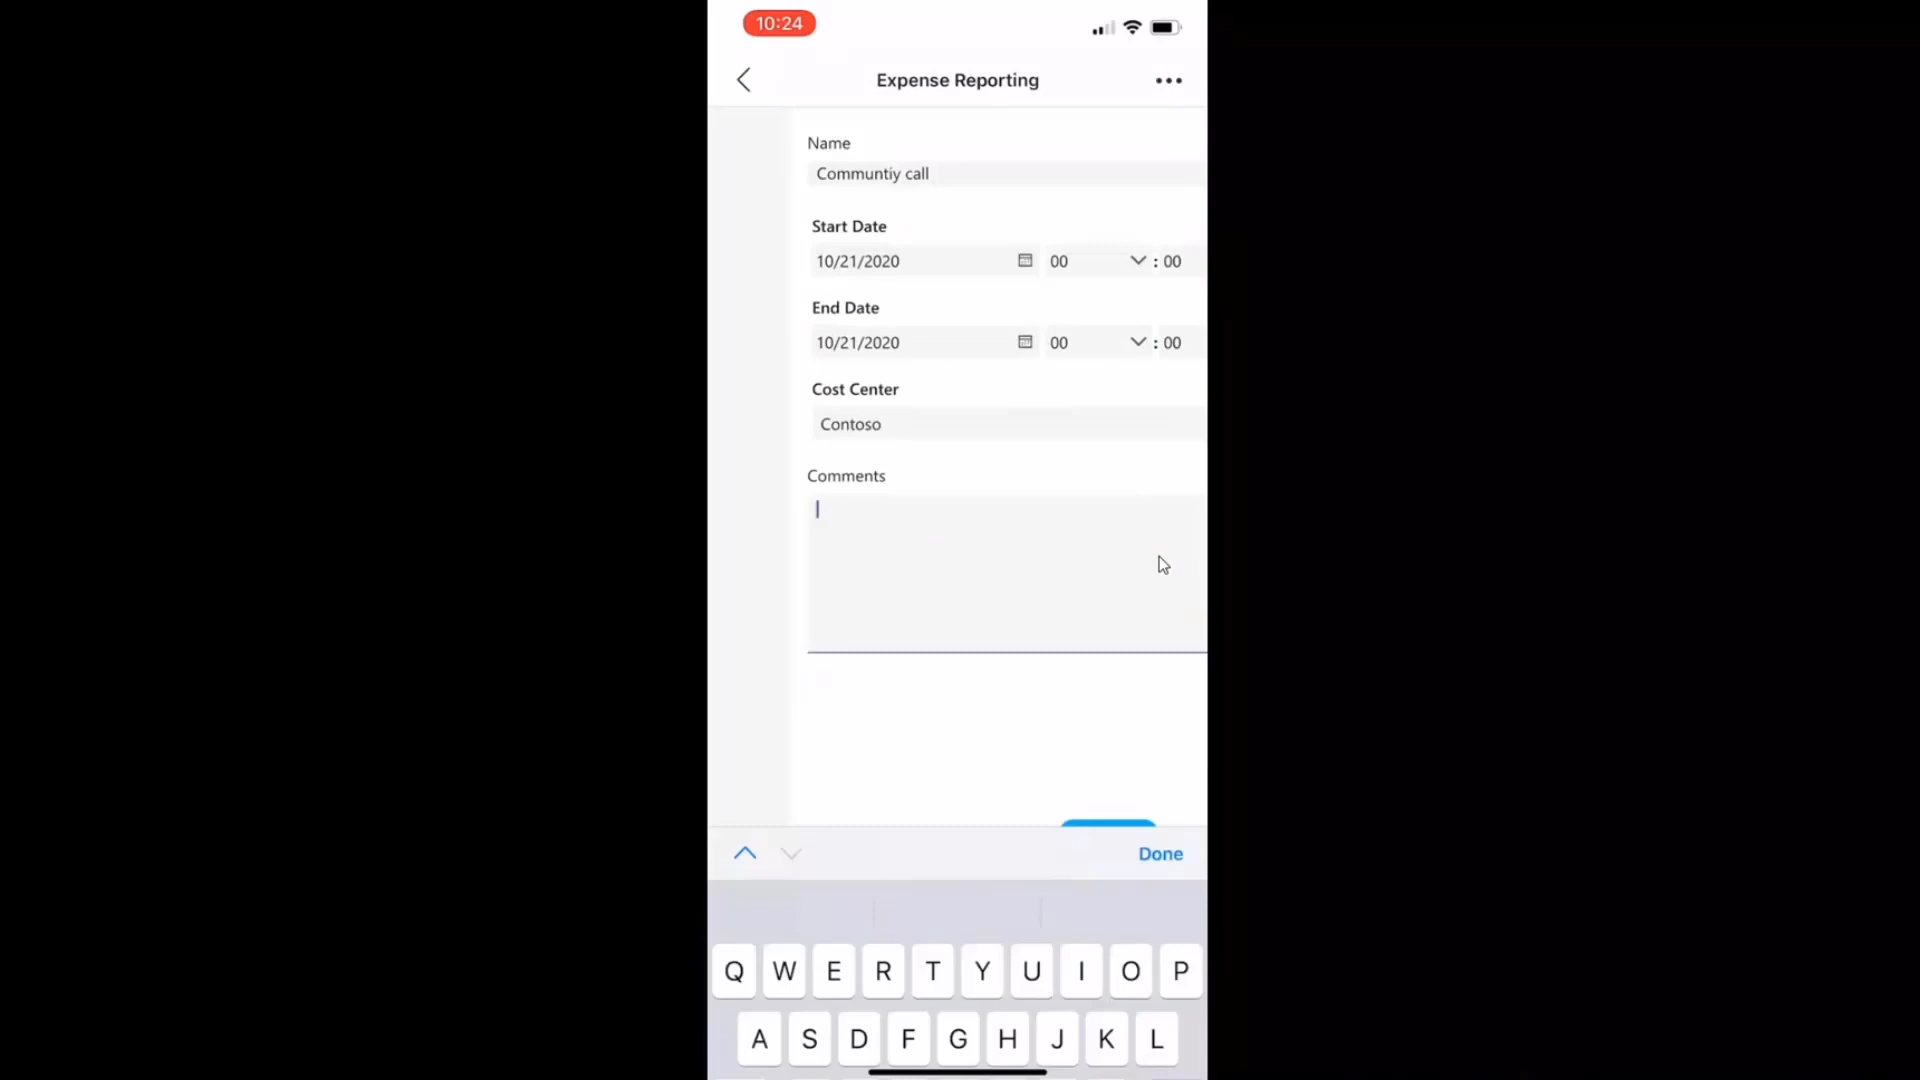 10:24
Expense Reporting
Name
Communtiy call
Start Date
10/21/2020 00 : 00
End Date
10/21/2020 00 : 00
Cost Center
Contoso
Comments
Done
Q W E R T Y U I O P
A S D F G H J K L